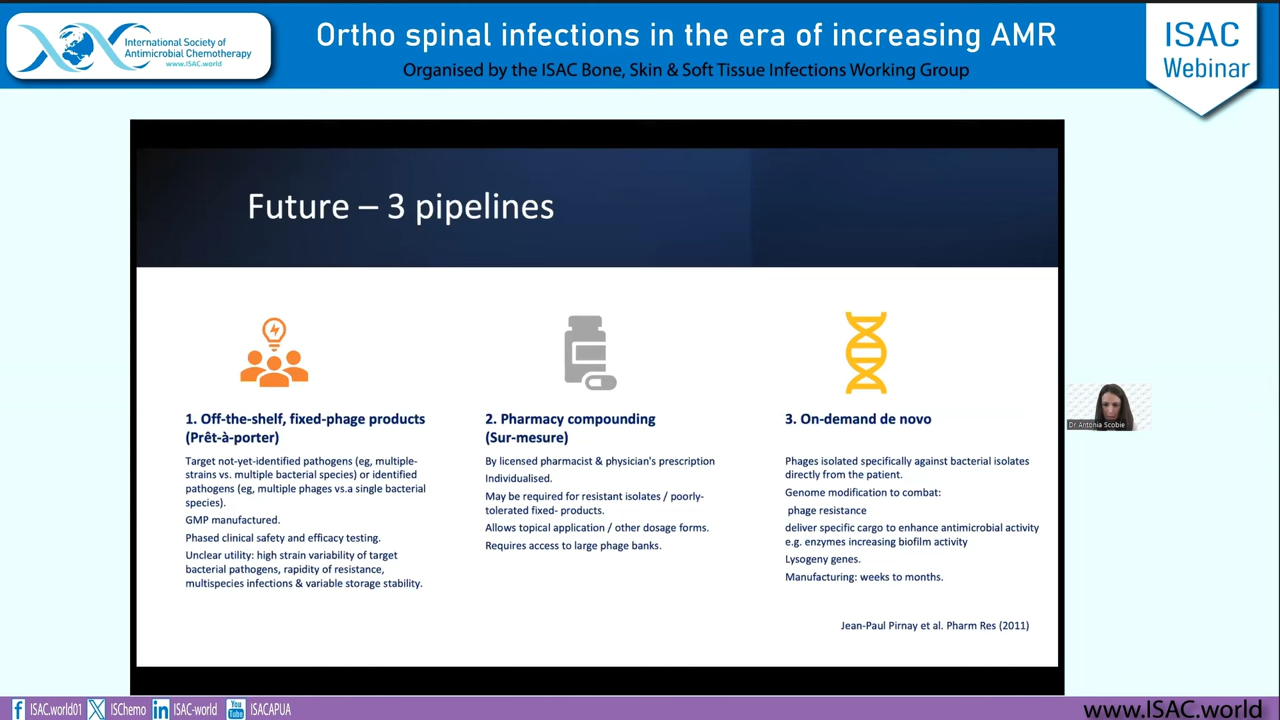 International Society of
Antimicrobial Chemotherapy
www.ISAC.world
Ortho spinal infections in the era of increasing AMR
Organised by the ISAC Bone, Skin & Soft Tissue Infections Working Group
ISAC
Webinar
Future – 3 pipelines
1. Off-the-shelf, fixed-phage products
(Prêt-à-porter)
Target not-yet-identified pathogens (eg, multiple-
strains vs. multiple bacterial species) or identified
pathogens (eg, multiple phages vs.a single bacterial
species).
GMP manufactured.
Phased clinical safety and efficacy testing.
Unclear utility: high strain variability of target
bacterial pathogens, rapidity of resistance,
multispecies infections & variable storage stability.
2. Pharmacy compounding
(Sur-mesure)
By licensed pharmacist & physician's prescription
Individualised.
May be required for resistant isolates / poorly-
tolerated fixed- products.
Allows topical application / other dosage forms.
Requires access to large phage banks.
3. On-demand de novo
Phages isolated specifically against bacterial isolates
directly from the patient.
Genome modification to combat:
phage resistance
deliver specific cargo to enhance antimicrobial activity
e.g. enzymes increasing biofilm activity
Lysogeny genes.
Manufacturing: weeks to months.
Jean-Paul Pirnay et al. Pharm Res (2011)
Dr Antonia Scobie
ISAC.world01
ISChemo
ISAC-world
You Tube
ISACAPUA
www.ISAC.world